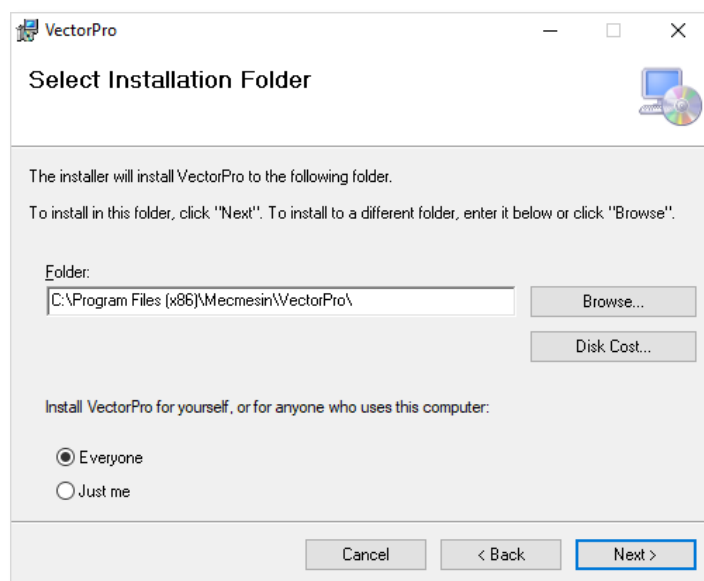 VectorPro
Select Installation Folder
The installer will install VectorPro to the following folder.
To install in this folder, click "Next". To install to a different folder, enter it below or click "Browse".
Folder:
C:\Program Files (x86)\Mecmesin\VectorPro\
Browse...
Disk Cost...
Install VectorPro for yourself, or for anyone who uses this computer:
Everyone
Just me
Cancel
< Back
Next >